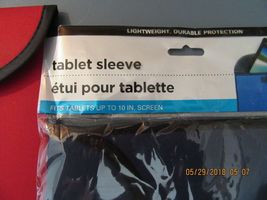 LIGHTWEIGHT, DURABLE PROTECTION
tablet sleeve
étui pour tablette
FITS TABLETS UP TO 10 IN. SCREEN
05/29/2018 05:07